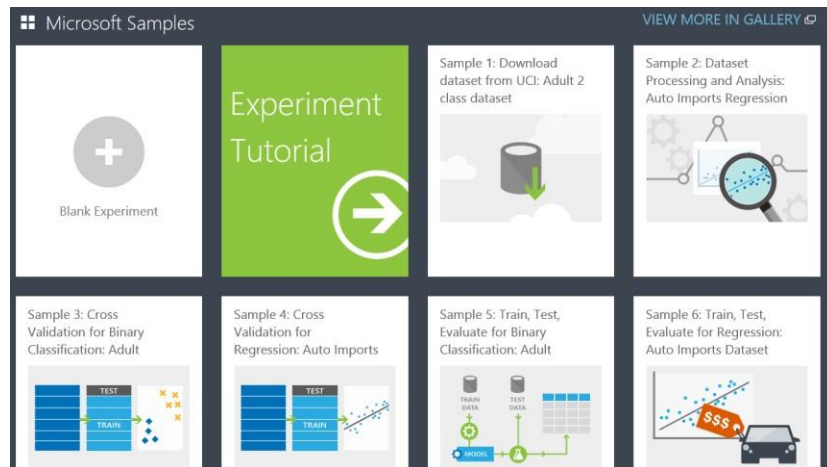 Microsoft Samples
VIEW MORE IN GALLERY
Blank Experiment
Experiment
Tutorial
Sample 1: Download
dataset from UCI: Adult 2
class dataset
Sample 2: Dataset
Processing and Analysis:
Auto Imports Regression
Sample 3: Cross
Validation for Binary
Classification: Adult
TEST
TRAIN
Sample 4: Cross
Validation for
Regression: Auto Imports
TEST
TRAIN
Sample 5: Train, Test,
Evaluate for Binary
Classification: Adult
TRAIN
DATA
TEST
DATA
MODEL
Sample 6: Train, Test,
Evaluate for Regression:
Auto Imports Dataset
$$$